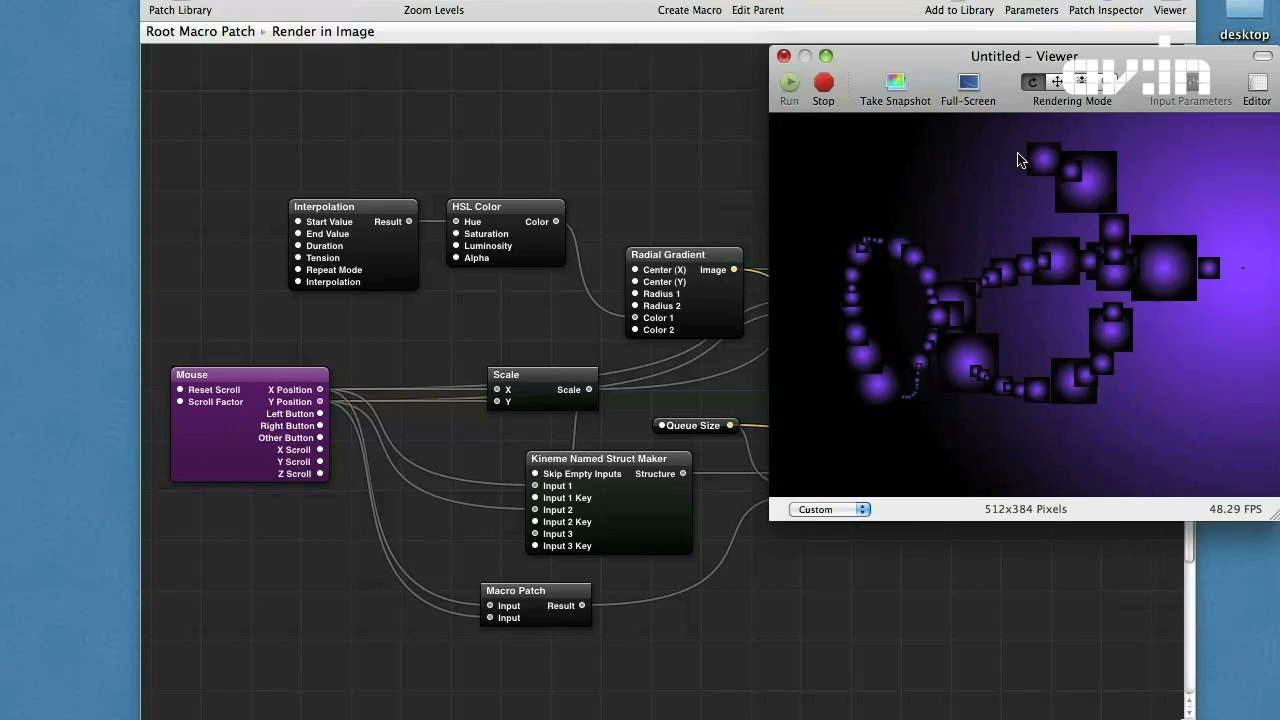 Patch Library
Zoom Levels
Create Macro
Edit Parent
Add to Library
Parameters
Patch Inspector
Viewer
Root Macro Patch ▸ Render in Image
desktop
Untitled – Viewer
av:in
Run
Stop
Take Snapshot
Full-Screen
Rendering Mode
Input Parameters
Editor
Interpolation
Start Value Result
End Value
Duration
Tension
Repeat Mode
Interpolation
HSL Color
Hue Color
Saturation
Luminosity
Alpha
Radial Gradient
Center (X) Image
Center (Y)
Radius 1
Radius 2
Color 1
Color 2
Mouse
Reset Scroll X Position
Scroll Factor Y Position
Left Button
Right Button
Other Button
X Scroll
Y Scroll
Z Scroll
Scale
X Scale
Y
Queue Size
Kineme Named Struct Maker
Skip Empty Inputs Structure
Input 1
Input 1 Key
Input 2
Input 2 Key
Input 3
Input 3 Key
Macro Patch
Input Result
Input
Custom
512x384 Pixels
48.29 FPS